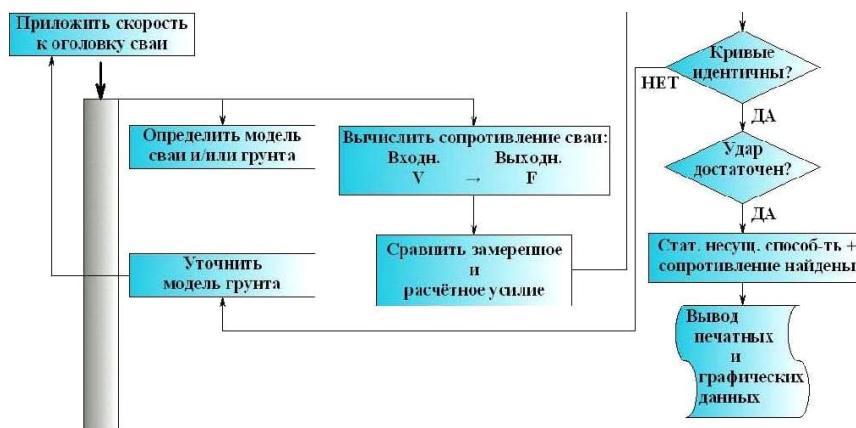 Приложить скорость
к оголовку сваи
Определить модель
сваи и/или грунта
Вычислить сопротивление сваи:
Входн. Выходн.
V → F
Уточнить
модель грунта
Сравнить замеренное
и
расчётное усилие
Кривые
идентичны?
НЕТ
ДА
Удар
достаточен?
ДА
Стат. несущ. способ-ть +
сопротивление найдены
Вывод
печатных
и
графических
данных